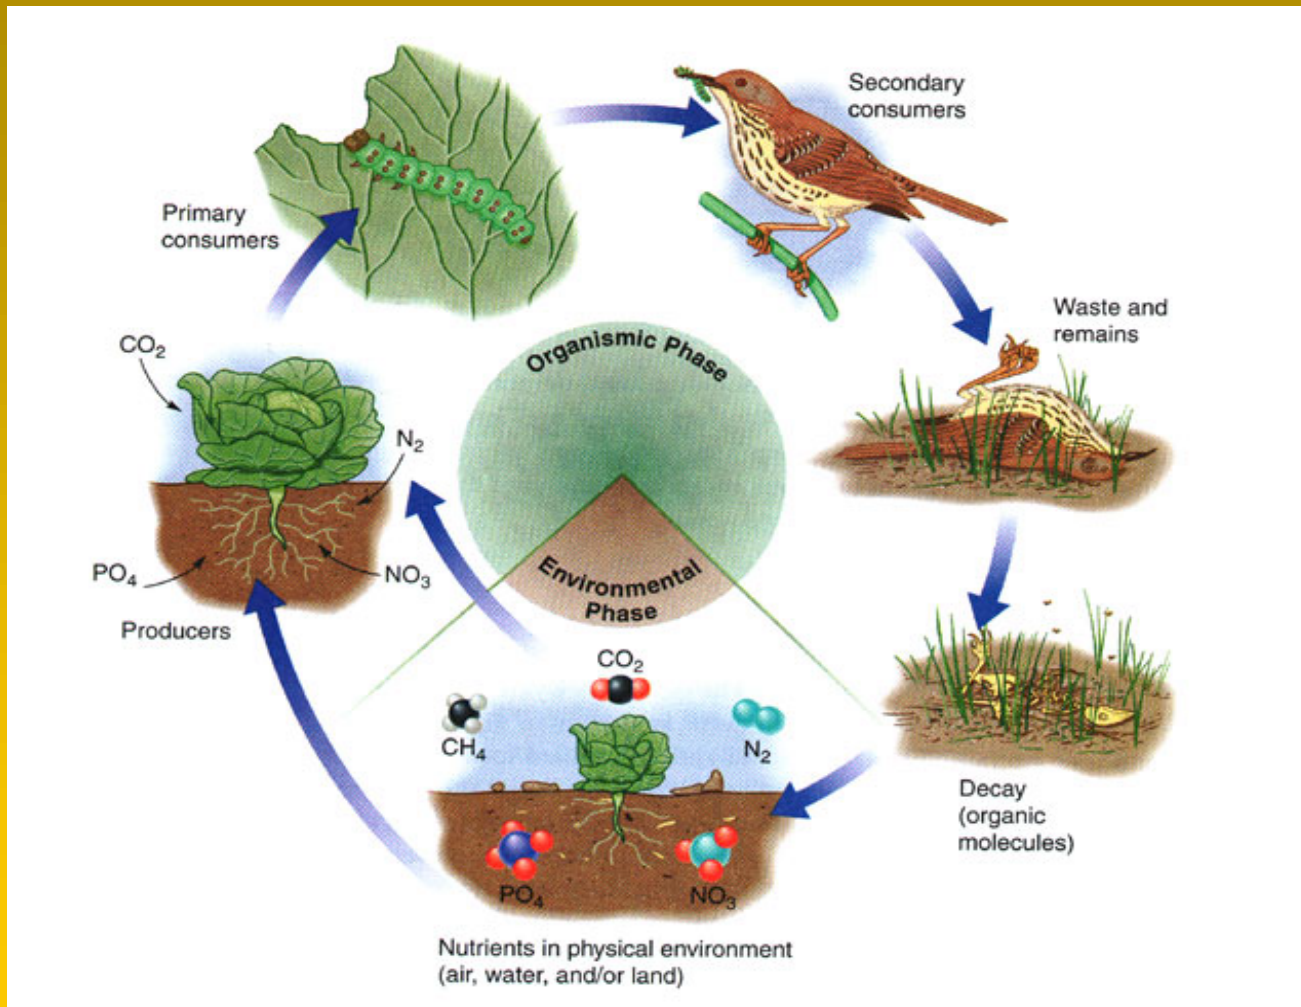 Secondary
consumers
Primary
consumers
Waste and
remains
Organismic Phase
CO₂
N₂
PO₄
NO₃
Producers
Environmental
Phase
CO₂
CH₄
N₂
Decay
(organic
molecules)
PO₄
NO₃
Nutrients in physical environment
(air, water, and/or land)